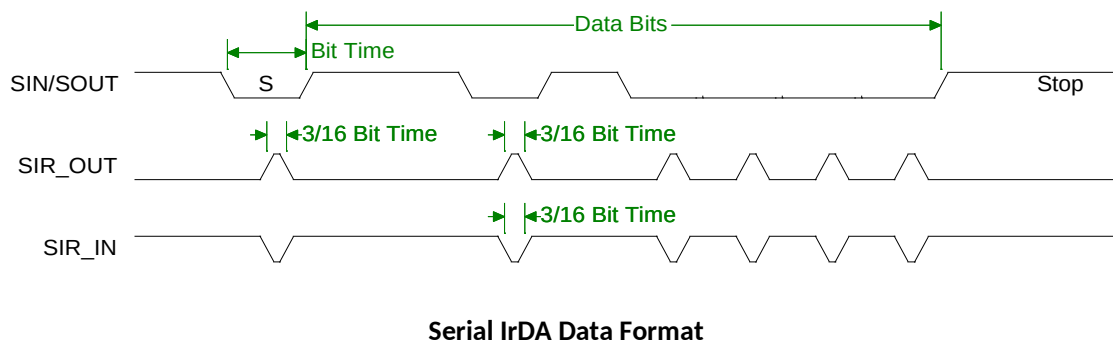 Data Bits
Bit Time
SIN/SOUT
S
Stop
3/16 Bit Time
3/16 Bit Time
SIR_OUT
3/16 Bit Time
SIR_IN
Serial IrDA Data Format